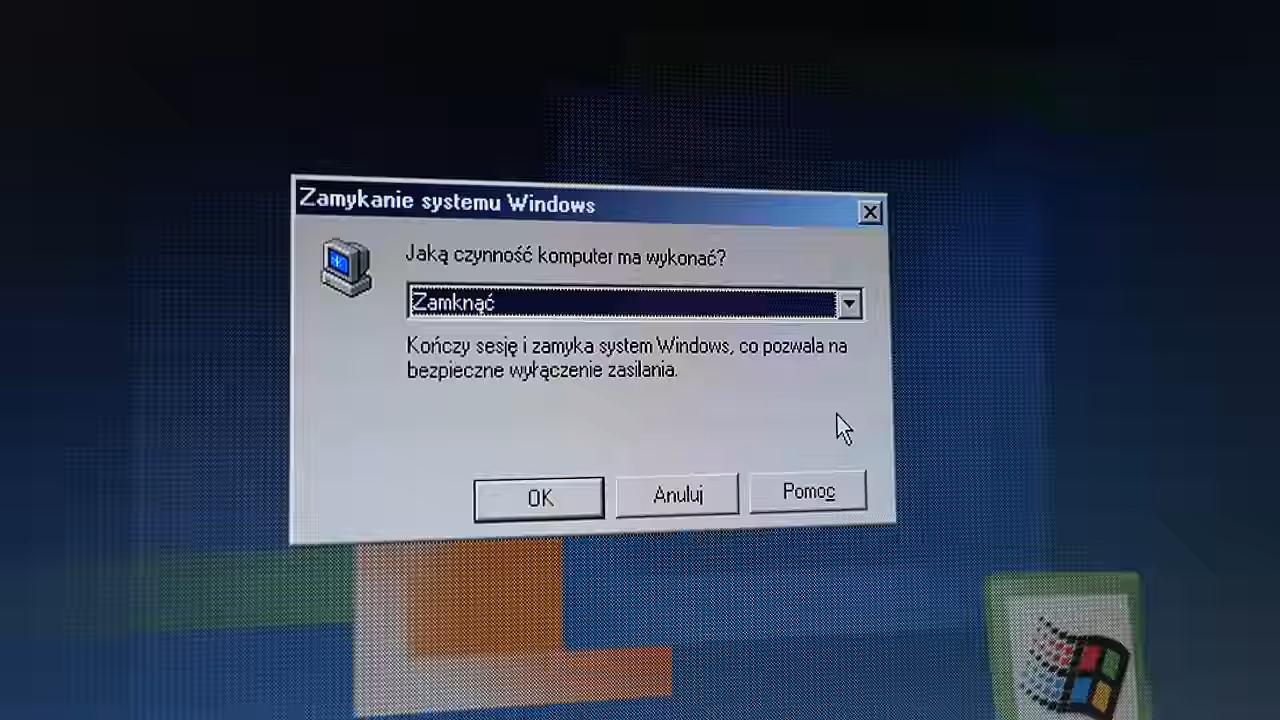 Zamykanie systemu Windows
Jaką czynność komputer ma wykonać?
Zamknąć
Kończy sesję i zamyka system Windows, co pozwala na
bezpieczne wyłączenie zasilania.
OK
Anuluj
Pomoc